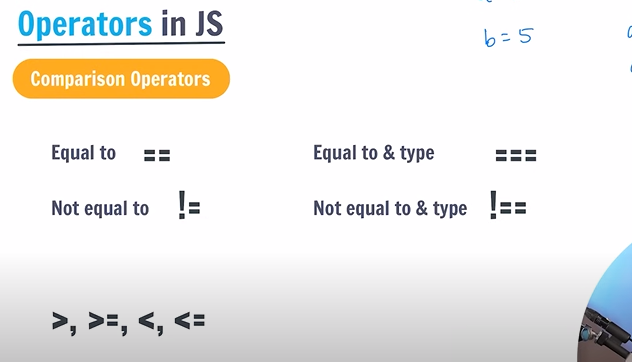 Operators in JS
b = 5
Comparison Operators
Equal to ==
Equal to & type ===
Not equal to !=
Not equal to & type !==
>, >=, <, <=